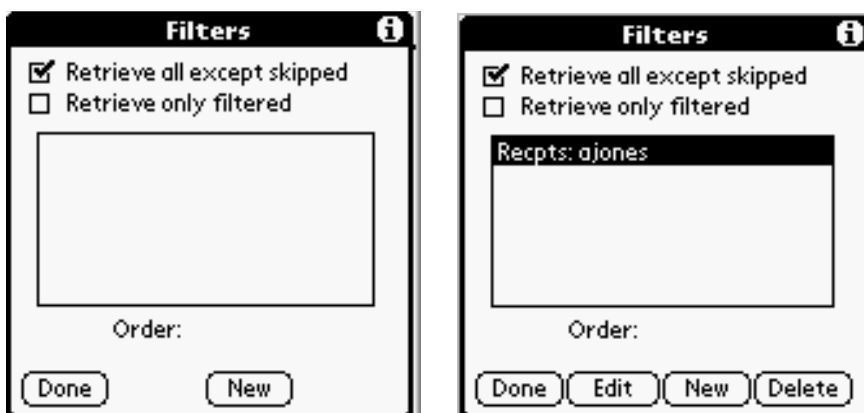 Filters
Retrieve all except skipped
Retrieve only filtered
Order:
Done New
Filters
Retrieve all except skipped
Retrieve only filtered
Recpts: ajones
Order:
Done Edit New Delete